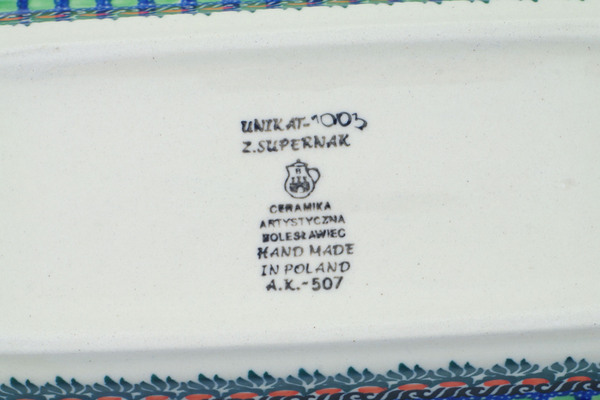 UNIKAT-1003
Z.SUPERNAK
CERAMIKA
ARTYSTYCZNA
BOLESŁAWIEC
HAND MADE
IN POLAND
A.K.-507